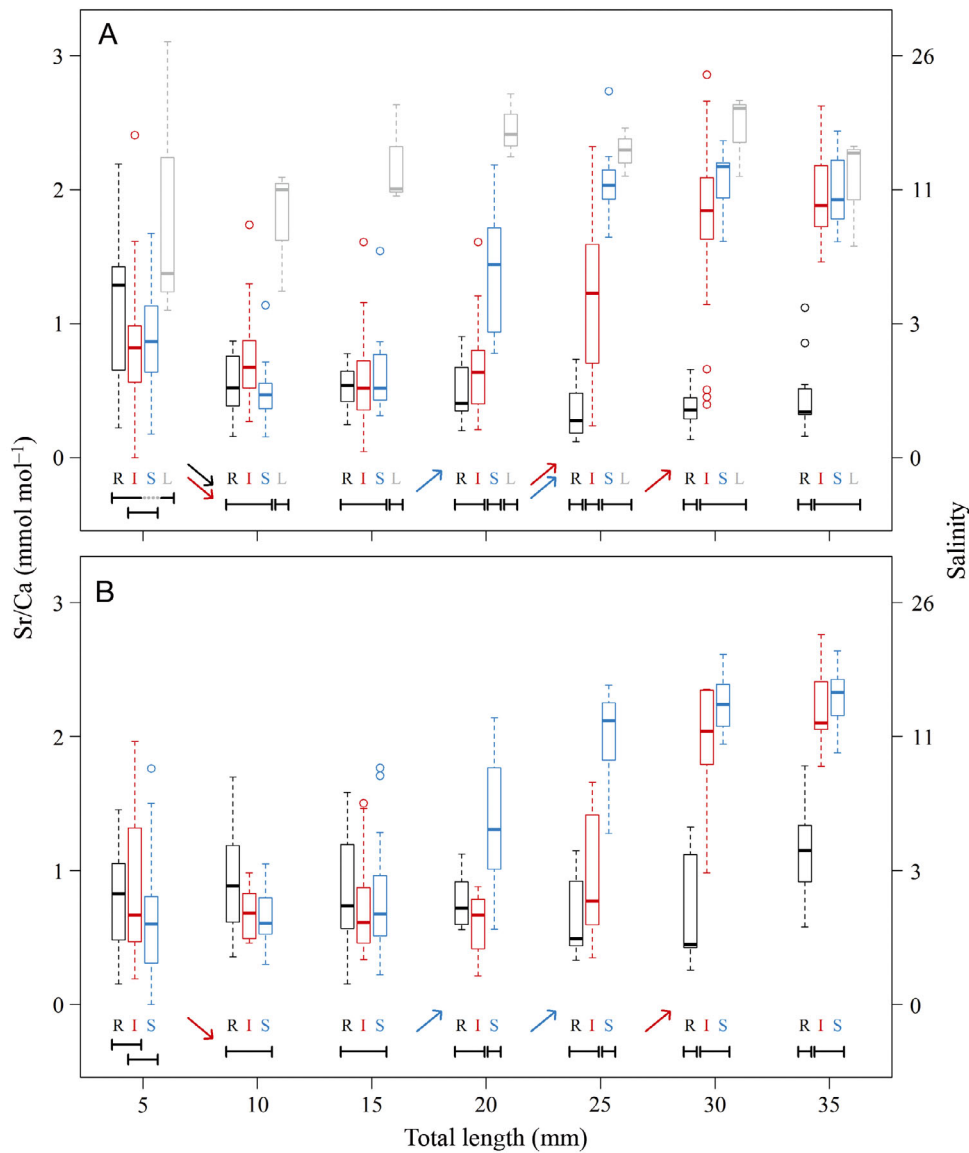 A
3 26
2 11
1 3
0 0
R I S L R I S L R I S L R I S L R I S L R I S L R I S L
Sr/Ca (mmol mol–1)
Salinity
B
3 26
2 11
1 3
0 0
R I S R I S R I S R I S R I S R I S R I S
5 10 15 20 25 30 35
Total length (mm)